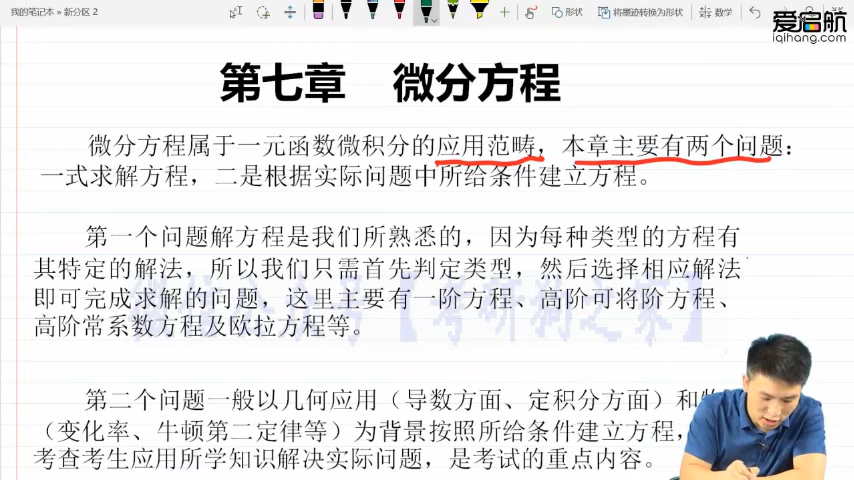 我的笔记本 » 新分区 2
形状
将墨迹转换为形状
数学
爱启航
iqihang.com
第七章 微分方程
微分方程属于一元函数微积分的应用范畴，本章主要有两个问题：
一式求解方程，二是根据实际问题中所给条件建立方程。
第一个问题解方程是我们所熟悉的，因为每种类型的方程有
其特定的解法，所以我们只需首先判定类型，然后选择相应解法
即可完成求解的问题，这里主要有一阶方程、高阶可将阶方程、
高阶常系数方程及欧拉方程等。
第二个问题一般以几何应用（导数方面、定积分方面）和
（变化率、牛顿第二定律等）为背景按照所给条件建立方程，
考查考生应用所学知识解决实际问题，是考试的重点内容。